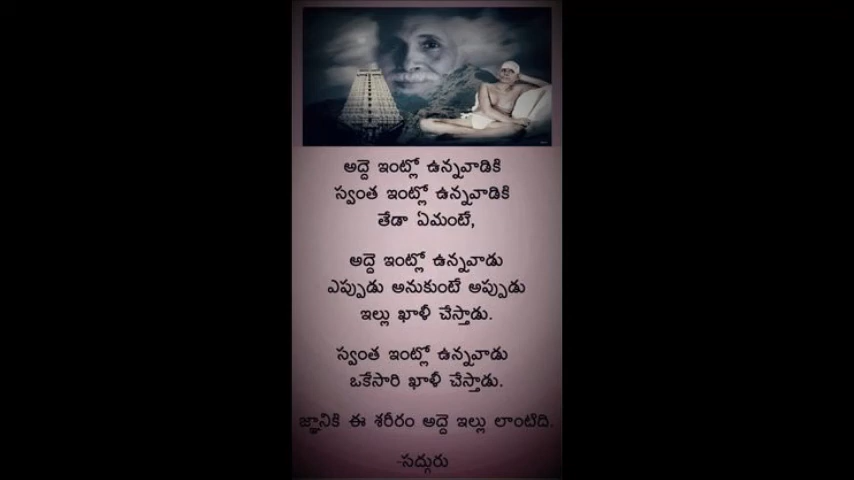 అద్దె ఇంట్లో ఉన్నవాడికి
స్వంత ఇంట్లో ఉన్నవాడికి
తేడా ఏమంటే,
అద్దె ఇంట్లో ఉన్నవాడు
ఎప్పుడు అనుకుంటే అప్పుడు
ఇల్లు ఖాళీ చేస్తాడు.
స్వంత ఇంట్లో ఉన్నవాడు
ఒకేసారి ఖాళీ చేస్తాడు.
జ్ఞానికి ఈ శరీరం అద్దె ఇల్లు లాంటిది.
-సద్గురు